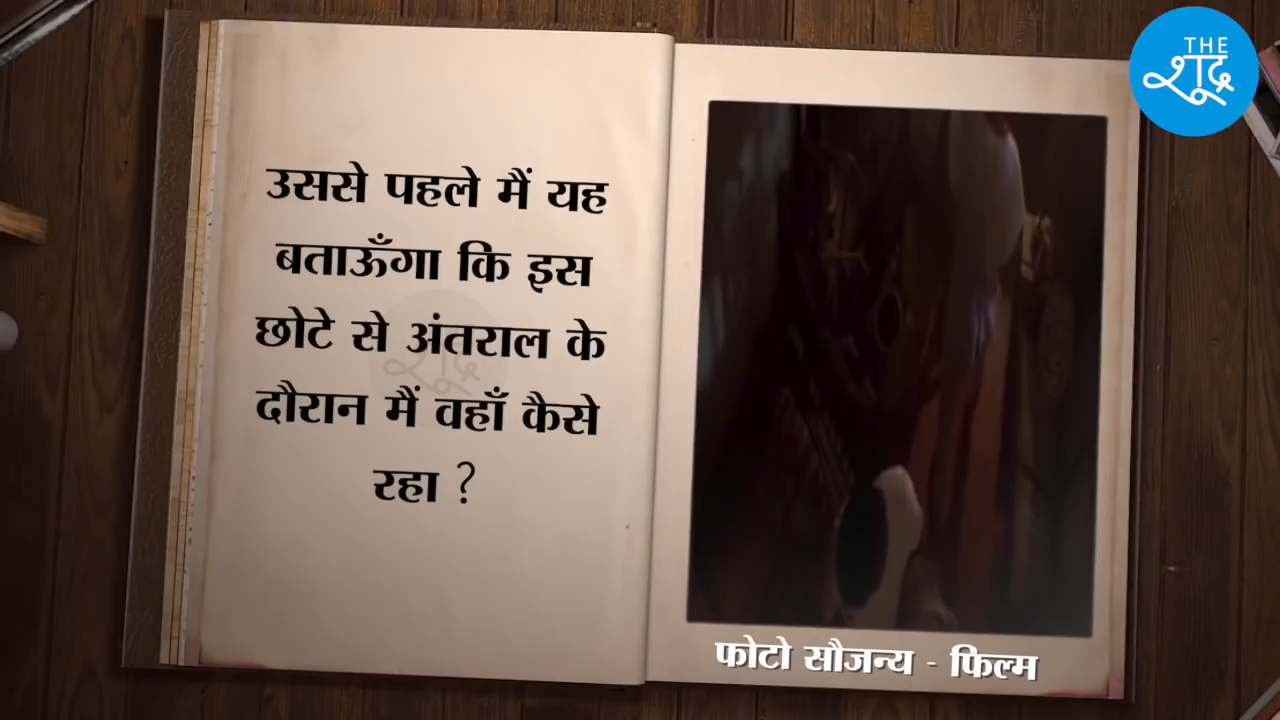 THE
शब्द
उससे पहले मैं यह
बताऊँगा कि इस
छोटे से अंतराल के
दौरान मैं वहाँ कैसे
रहा ?
फोटो सौजन्य - फिल्म